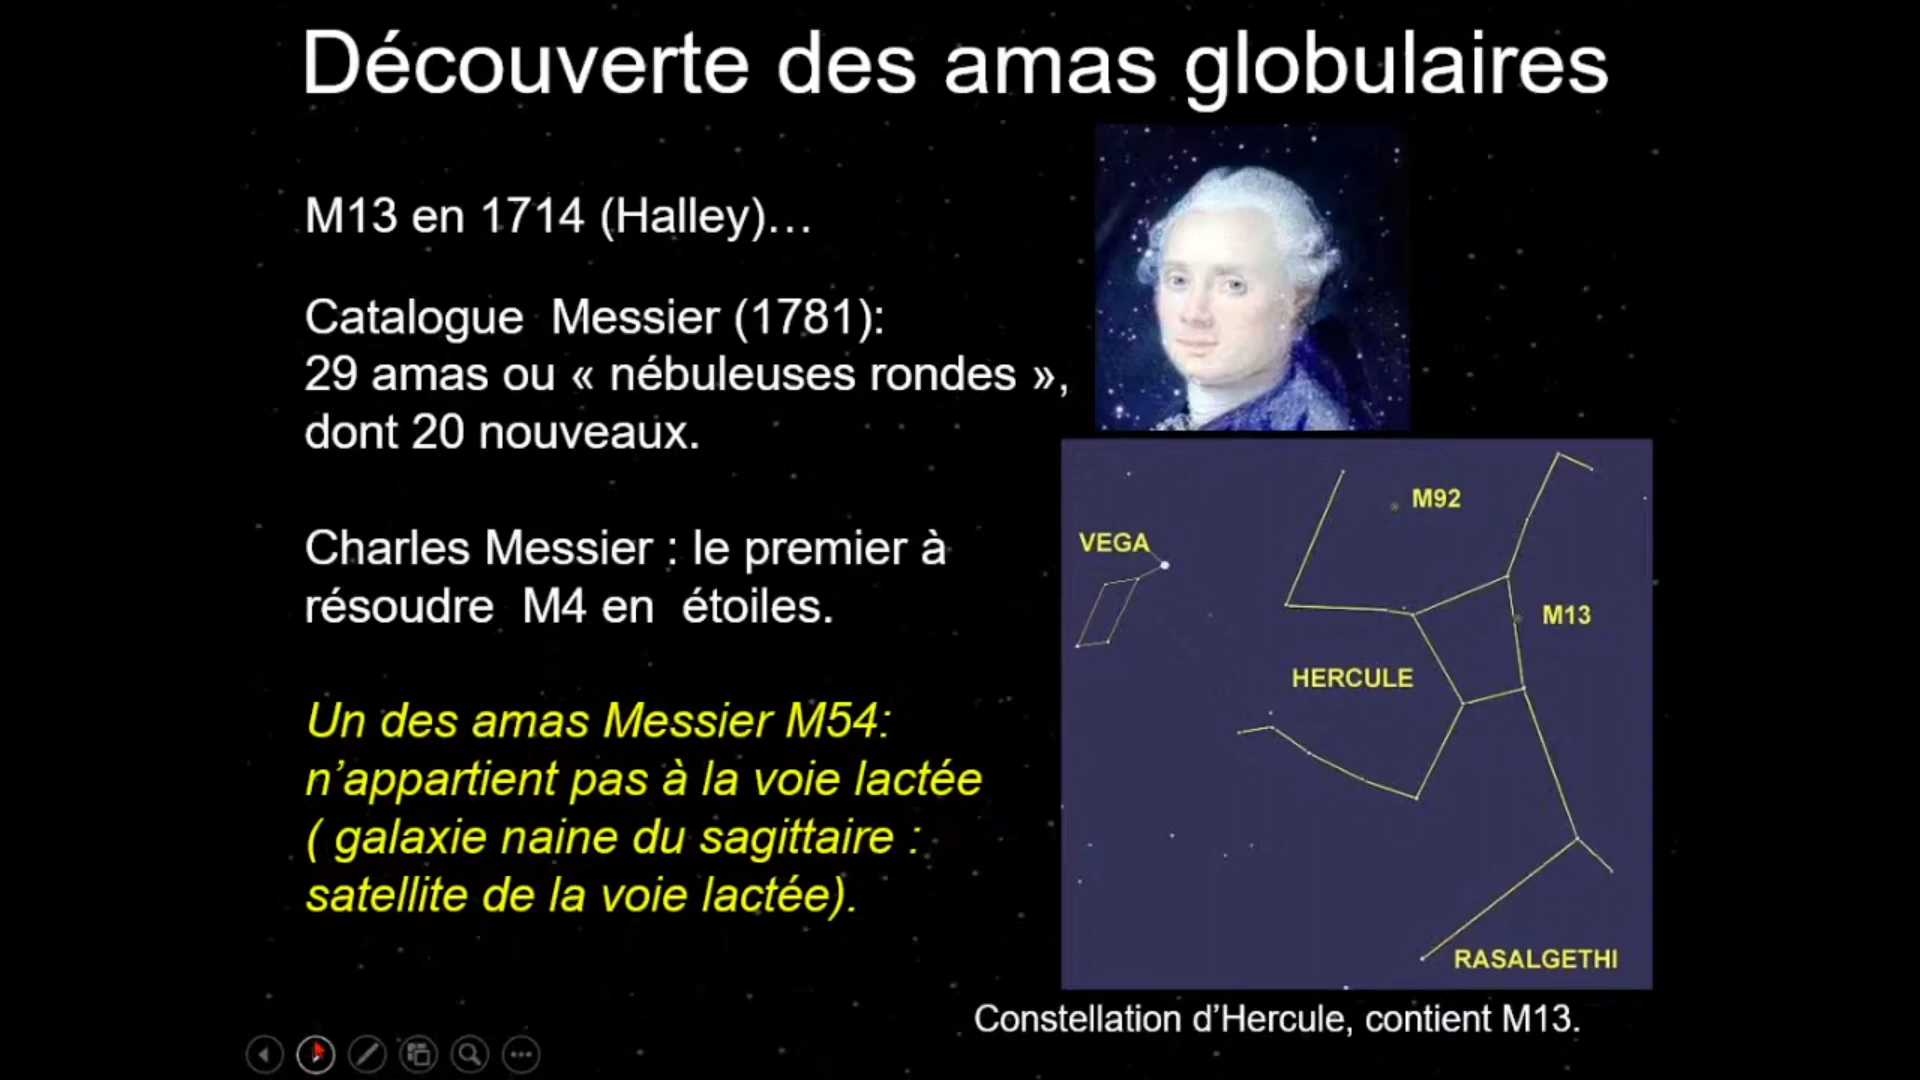 Découverte des amas globulaires
M13 en 1714 (Halley)…
Catalogue Messier (1781):
29 amas ou « nébuleuses rondes »,
dont 20 nouveaux.
Charles Messier : le premier à
résoudre M4 en étoiles.
Un des amas Messier M54:
n’appartient pas à la voie lactée
( galaxie naine du sagittaire :
satellite de la voie lactée).
M92
VEGA
M13
HERCULE
RASALGETHI
Constellation d’Hercule, contient M13.